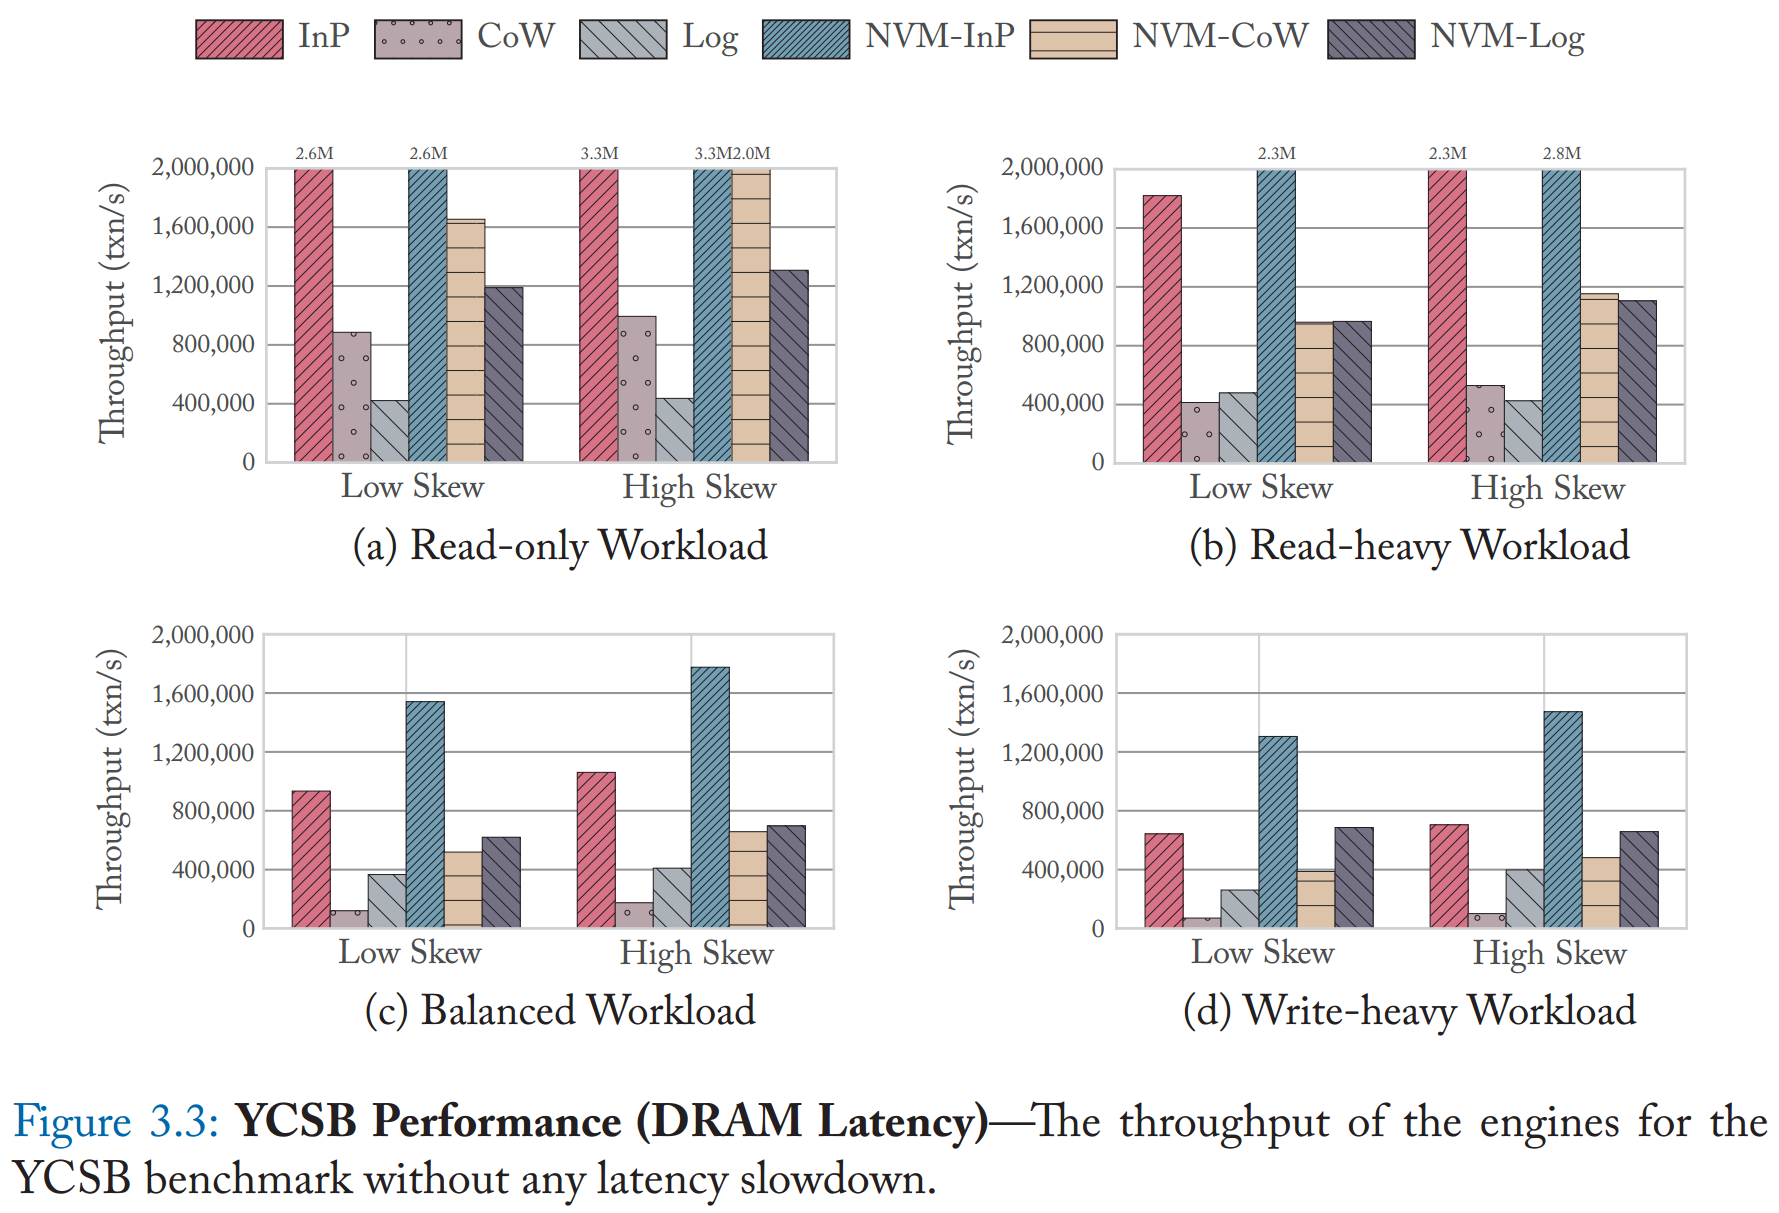 InP CoW Log NVM-InP NVM-CoW NVM-Log
2.6M 2.6M 3.3M 3.3M 2.0M
Throughput (txn/s)
2,000,000
1,600,000
1,200,000
800,000
400,000
0
Low Skew High Skew
(a) Read-only Workload
2.3M 2.3M 2.8M
Throughput (txn/s)
2,000,000
1,600,000
1,200,000
800,000
400,000
0
Low Skew High Skew
(b) Read-heavy Workload
Throughput (txn/s)
2,000,000
1,600,000
1,200,000
800,000
400,000
0
Low Skew High Skew
(c) Balanced Workload
Throughput (txn/s)
2,000,000
1,600,000
1,200,000
800,000
400,000
0
Low Skew High Skew
(d) Write-heavy Workload
Figure 3.3: YCSB Performance (DRAM Latency)—The throughput of the engines for the
YCSB benchmark without any latency slowdown.